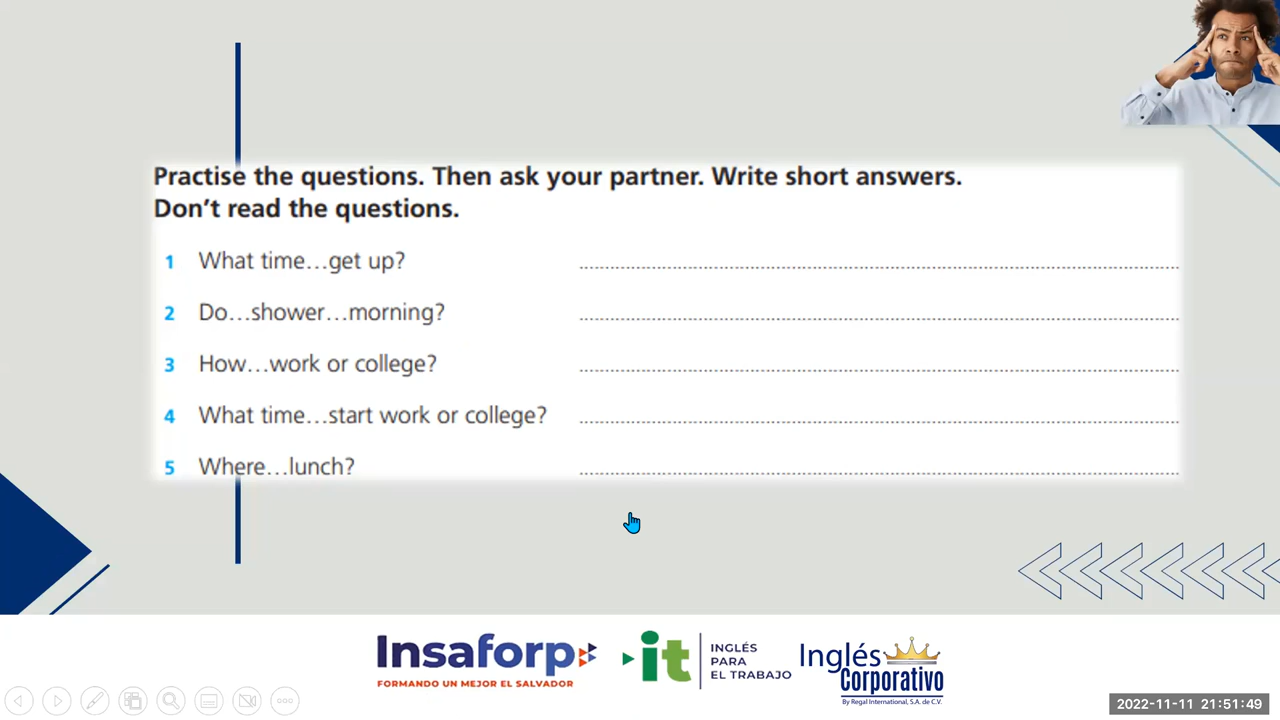 Practise the questions. Then ask your partner. Write short answers.
Don't read the questions.
1 What time...get up?
2 Do...shower...morning?
3 How...work or college?
4 What time...start work or college?
5 Where...lunch?
Insaforp
FORMANDO UN MEJOR EL SALVADOR
it
INGLÉS
PARA
EL TRABAJO
Inglés
Corporativo
By Regal International, S.A. de C.V.
2022-11-11 21:51:49